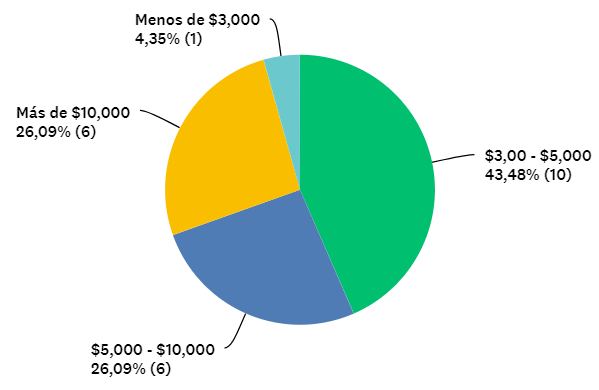 Menos de $3,000
4,35% (1)
Más de $10,000
26,09% (6)
$3,00 - $5,000
43,48% (10)
$5,000 - $10,000
26,09% (6)